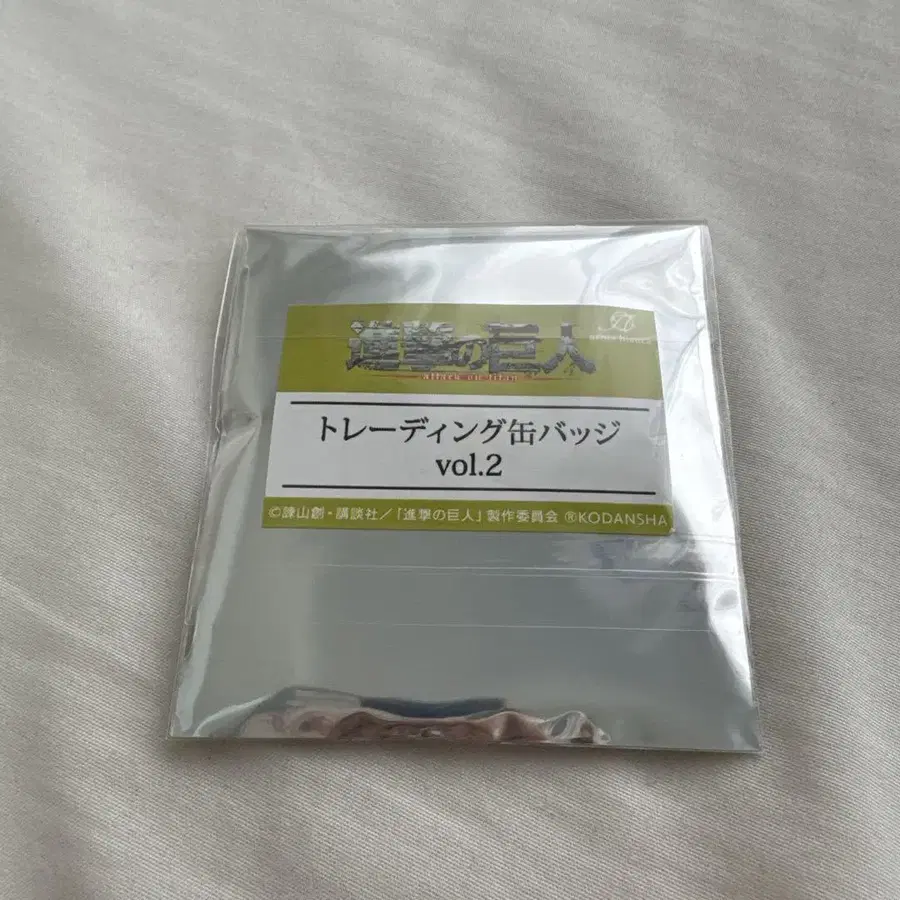 進撃の巨人
attack on titan
トレーディング缶バッジ
vol.2
©諫山創・講談社／「進撃の巨人」製作委員会 ®KODANSHA